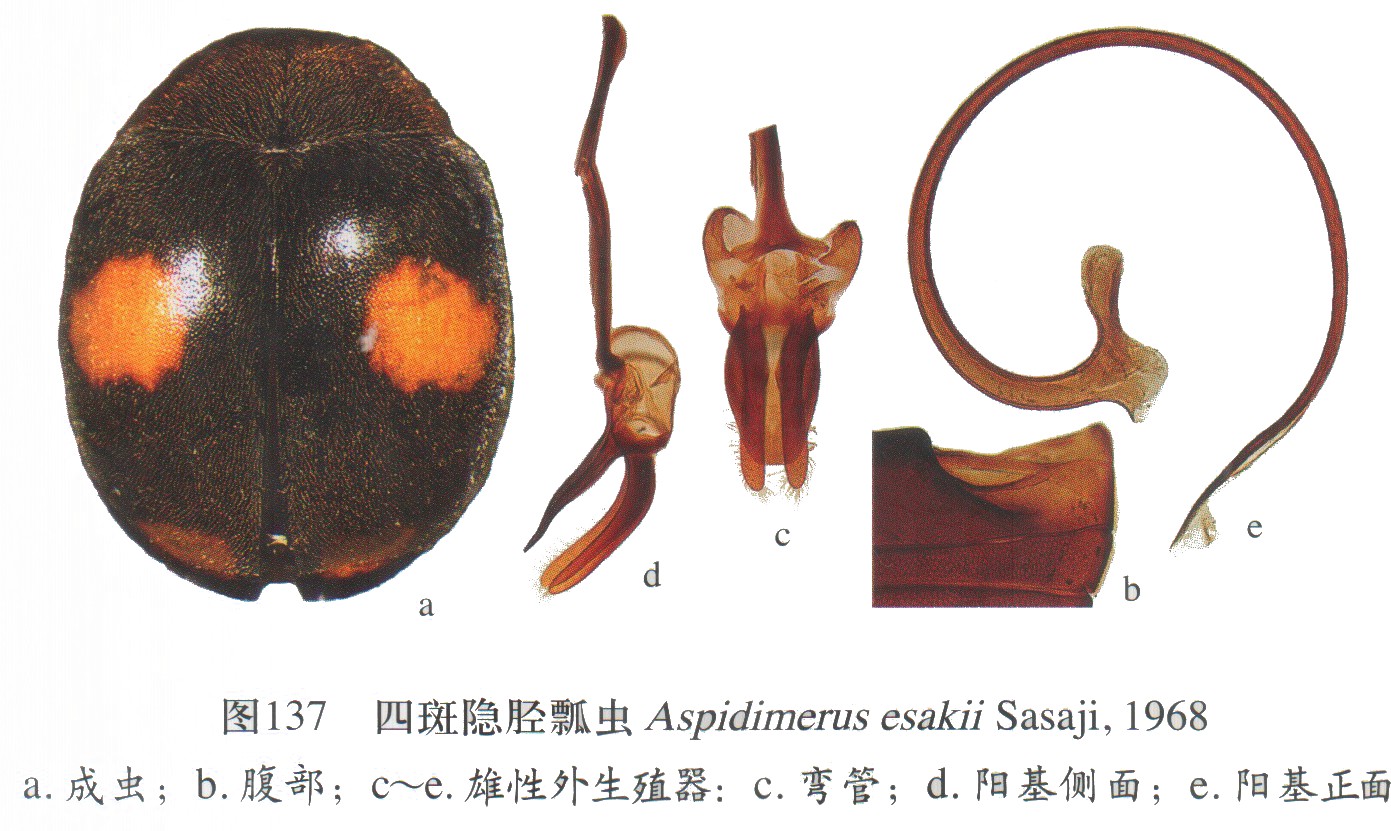 a
d
c
b
e
图137 四斑隐胫瓢虫 Aspidimerus esakii Sasaji, 1968
a. 成虫；b. 腹部；c～e. 雄性外生殖器：c. 弯管；d. 阳基侧面；e. 阳基正面